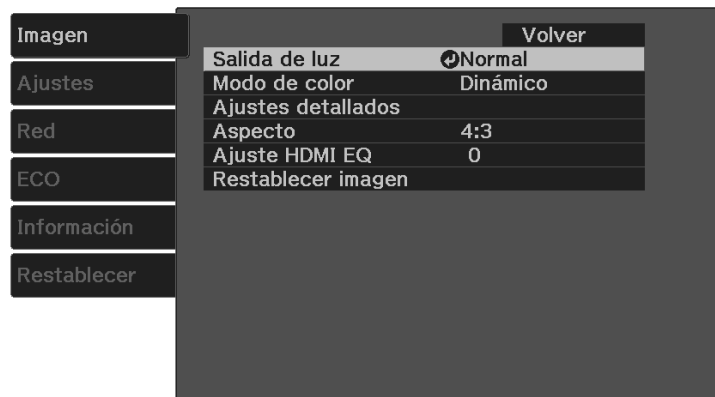 Imagen
Ajustes
Red
ECO
Información
Restablecer
Volver
Salida de luz Normal
Modo de color Dinámico
Ajustes detallados
Aspecto 4:3
Ajuste HDMI EQ 0
Restablecer imagen